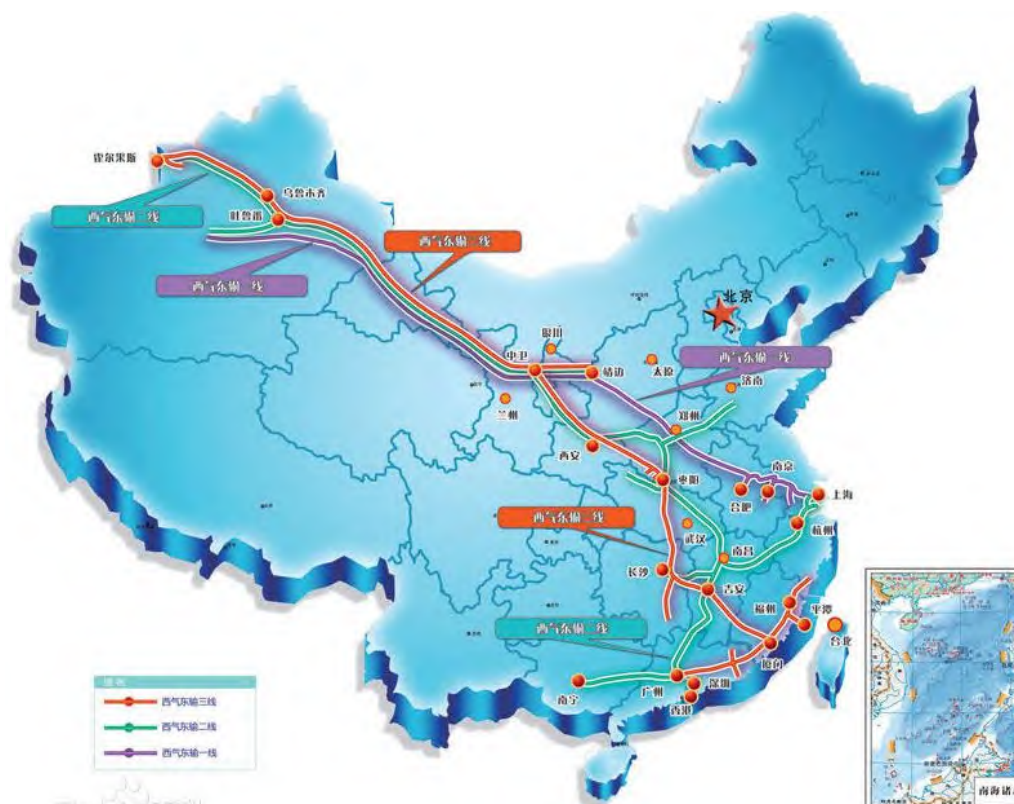 霍尔果斯
乌鲁木齐
吐鲁番
西气东输二线
西气东输三线
西气东输一线
北京
银川
中卫
靖边
太原
西气东输一线
济南
兰州
郑州
西安
枣阳
南京
合肥
上海
西气东输三线
武汉
杭州
南昌
长沙
吉安
福州
平潭
台北
西气东输二线
厦门
南宁
广州
深圳
香港
图例
西气东输三线
西气东输二线
西气东输一线
南海诸